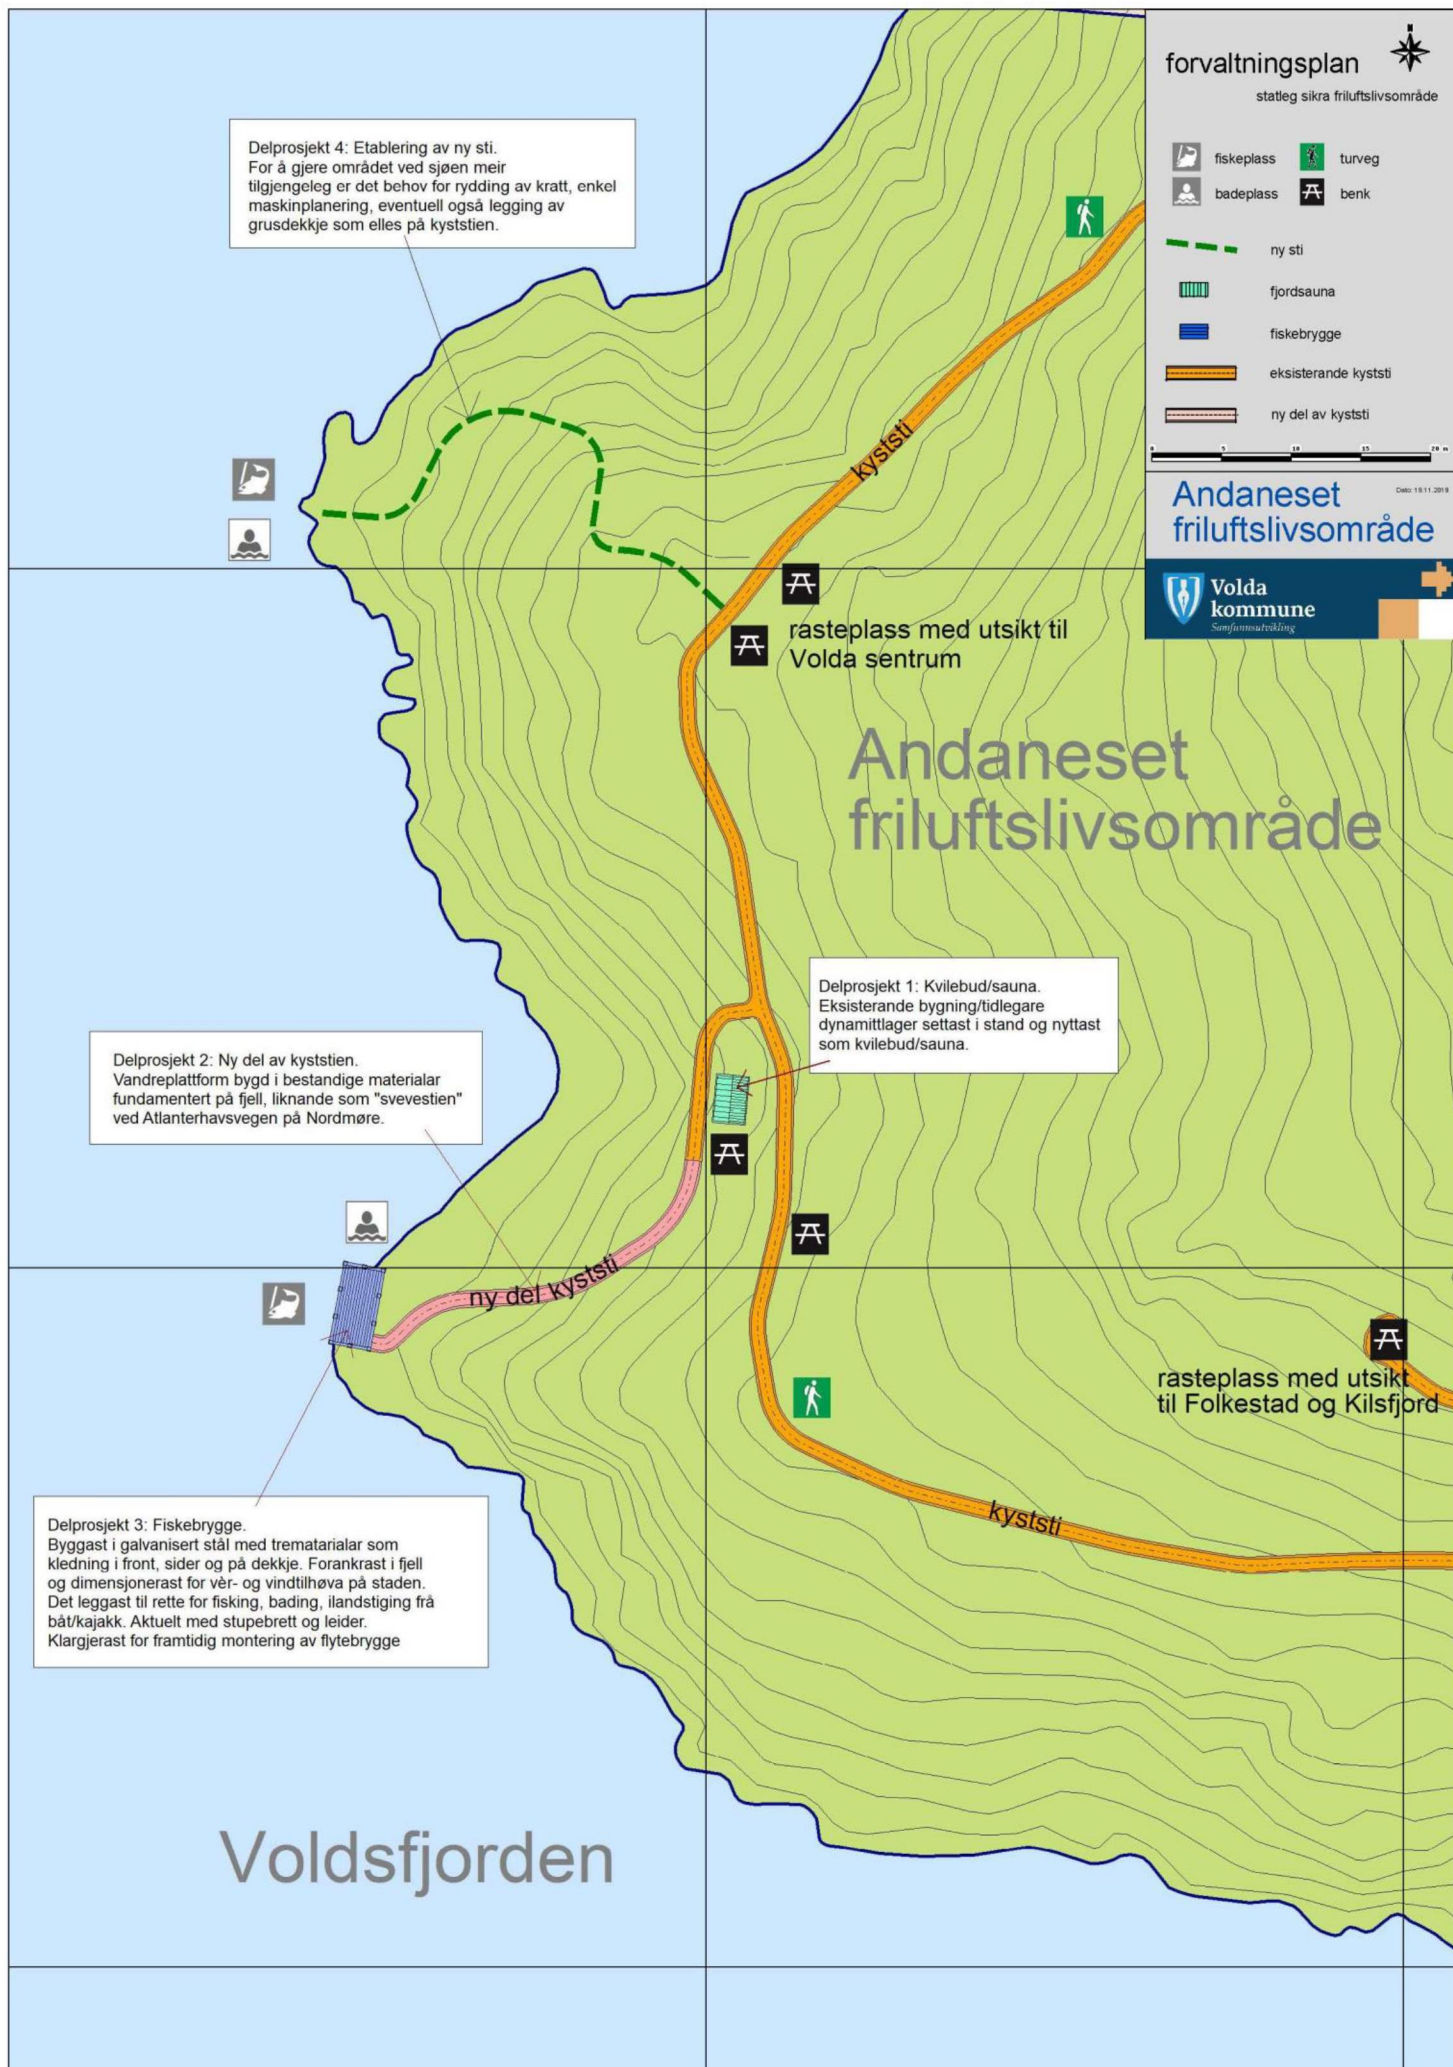 forvaltningsplan
N
statleg sikra friluftslivsområde
fiskeplass
turveg
badeplass
benk
ny sti
fjordsauna
fiskebrygge
eksisterande kyststi
ny del av kyststi
0 5 10 15 20 m
Andaneset
friluftslivsområde
Volda
kommune
Samfunnsutvikling
Delprosjekt 4: Etablering av ny sti.
For å gjere området ved sjøen meir
tilgjengeleg er det behov for rydding av kratt, enkel
maskinplanering, eventuell også legging av
grusdekkje som elles på kyststien.
kyststi
rasteplass med utsikt til
Volda sentrum
Andaneset
friluftslivsområde
Delprosjekt 1: Kvilebud/sauna.
Eksisterande bygning/tidlegare
dynamittlager settast i stand og nyttast
som kvilebud/sauna.
Delprosjekt 2: Ny del av kyststien.
Vandreplattform bygd i bestandige materialar
fundamentert på fjell, liknande som "svevestien"
ved Atlanterhavsvegen på Nordmøre.
ny del kyststi
rasteplass med utsikt
til Folkestad og Kilsfjord
kyststi
Delprosjekt 3: Fiskebrygge.
Byggast i galvanisert stål med trematarialar som
kledning i front, sider og på dekkje. Forankrast i fjell
og dimensjonerast for vèr- og vindtilhøva på staden.
Det leggast til rette for fisking, bading, ilandstiging frå
båt/kajakk. Aktuelt med stupebrett og leider.
Klargjerast for framtidig montering av flytebrygge
Voldsfjorden